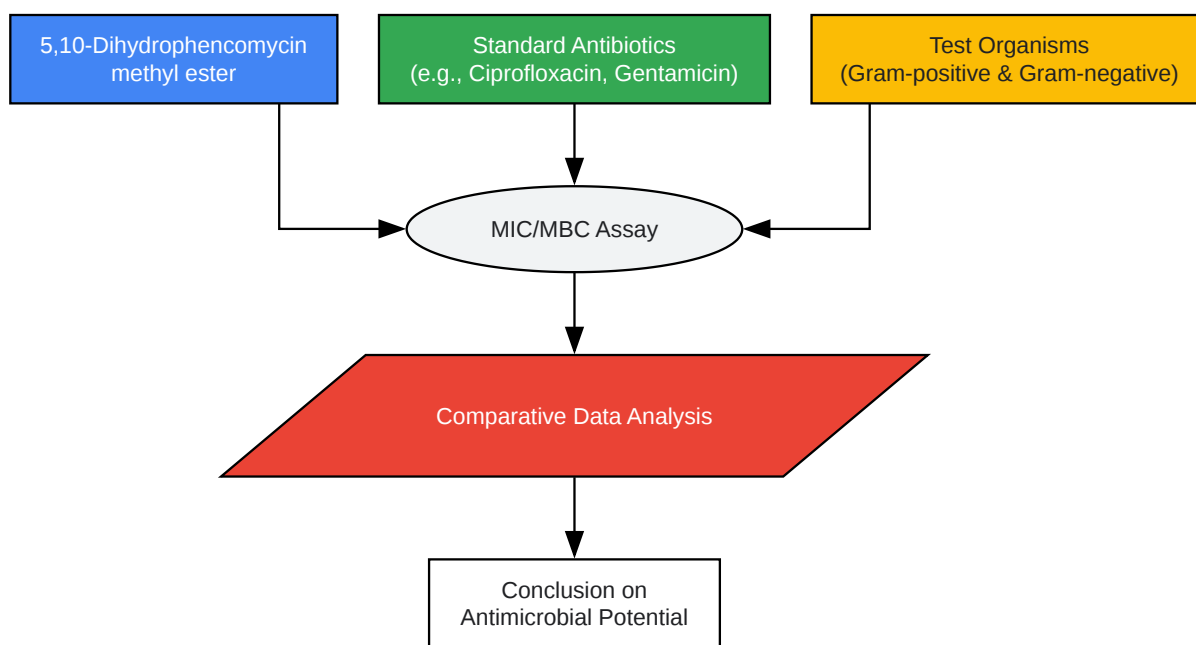 5,10-Dihydrophencomycin
methyl ester
Standard Antibiotics
(e.g., Ciprofloxacin, Gentamicin)
Test Organisms
(Gram-positive & Gram-negative)
MIC/MBC Assay
Comparative Data Analysis
Conclusion on
Antimicrobial Potential